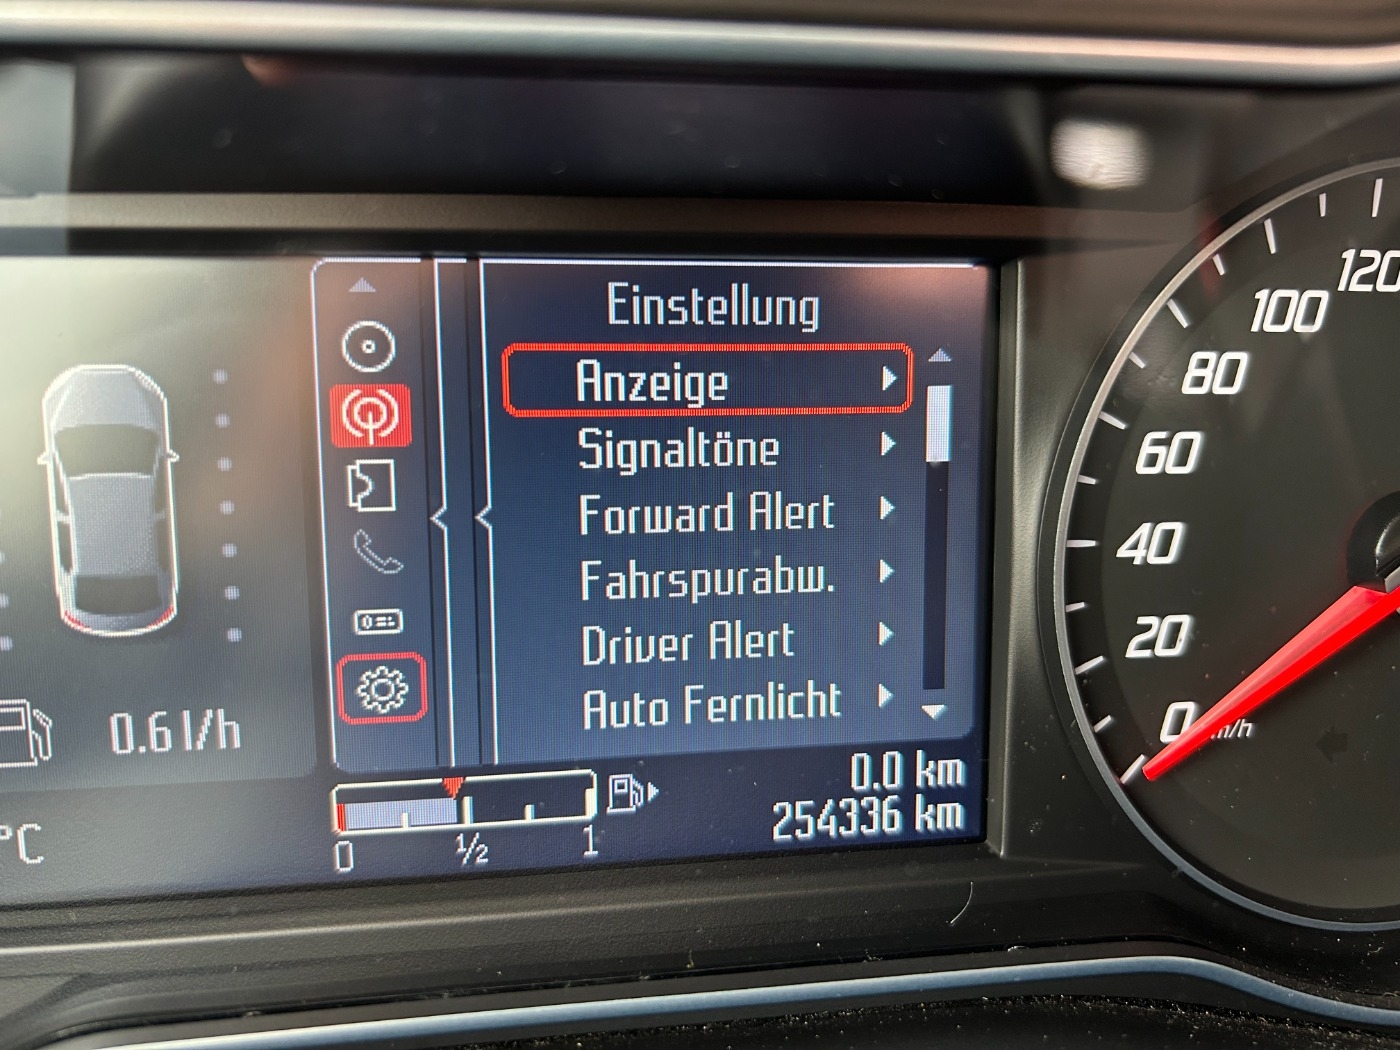 Einstellung
Anzeige
Signaltöne
Forward Alert
Fahrspurabw.
Driver Alert
Auto Fernlicht
0.6 l/h
°C
0 1/2 1
0.0 km
254336 km
120
100
80
60
40
20
0